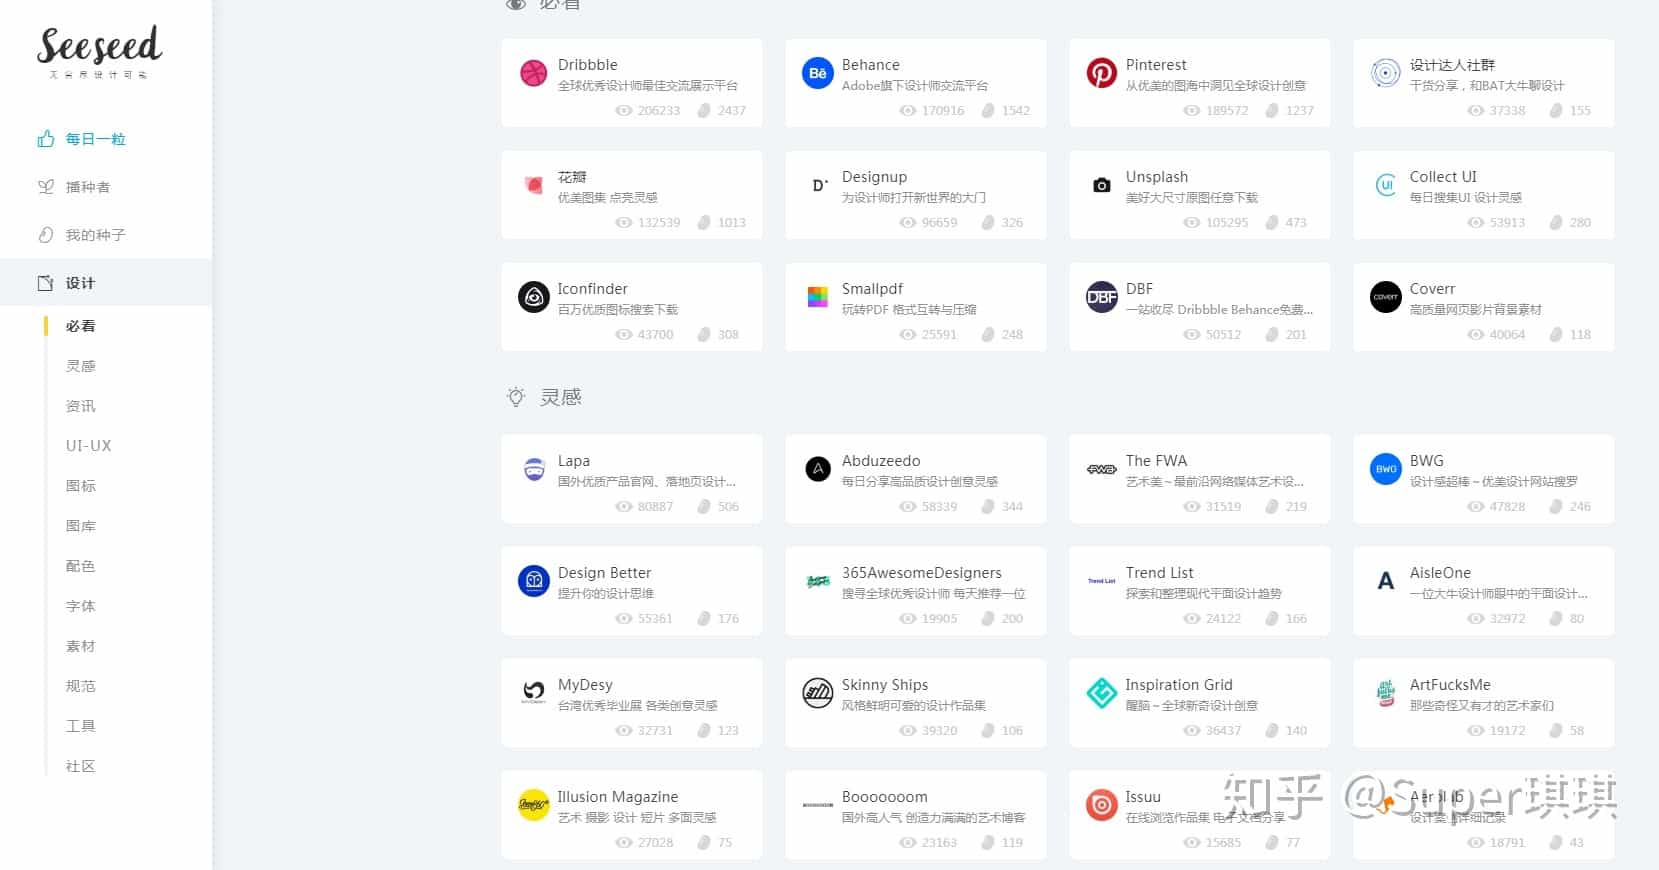 Seeseed
无尽原设计可能
每日一粒
播种者
我的种子
设计
必看
灵感
资讯
UI-UX
图标
图库
配色
字体
素材
规范
工具
社区
必看
Dribbble
全球优秀设计师最佳交流展示平台
206233 2437
Behance
Adobe旗下设计师交流平台
170916 1542
Pinterest
从优美的图海中洞见全球设计创意
189572 1237
设计达人社群
干货分享，和BAT大牛聊设计
37338 155
花瓣
优美图集 点亮灵感
132539 1013
Designup
为设计师打开新世界的大门
96659 326
Unsplash
美好大尺寸原图任意下载
105295 473
Collect UI
每日搜集UI 设计灵感
53913 280
Iconfinder
百万优质图标搜索下载
43700 308
Smallpdf
玩转PDF 格式互转与压缩
25591 248
DBF
DBF
一站收尽 Dribbble Behance免费...
50512 201
coverr
Coverr
高质量网页影片背景素材
40064 118
灵感
Lapa
国外优质产品官网、落地页设计...
80887 506
Abduzeedo
每日分享高品质设计创意灵感
58339 344
FWA
The FWA
艺术美～最前沿网络媒体艺术设...
31519 219
BWG
BWG
设计感超棒～优美设计网站搜罗
47828 246
Design Better
提升你的设计思维
55361 176
365AwesomeDesigners
搜寻全球优秀设计师 每天推荐一位
19905 200
Trend List
Trend List
探索和整理现代平面设计趋势
24122 166
A
AisleOne
一位大牛设计师眼中的平面设计...
32972 80
MyDesy
台湾优秀毕业展 各类创意灵感
32731 123
Skinny Ships
风格鲜明可爱的设计作品集
39320 106
Inspiration Grid
醒脑～全球新奇设计创意
36437 140
ArtFucksMe
那些奇怪又有才的艺术家们
19172 58
Illusion Magazine
艺术 摄影 设计 短片 多面灵感
27028 75
Booooooom
国外高人气 创造力满满的艺术博客
23163 119
Issuu
在线浏览作品集 电子文档分享
15685 77
Aerolab
设计案例详细记录
18791 43
知乎 @Super琪琪